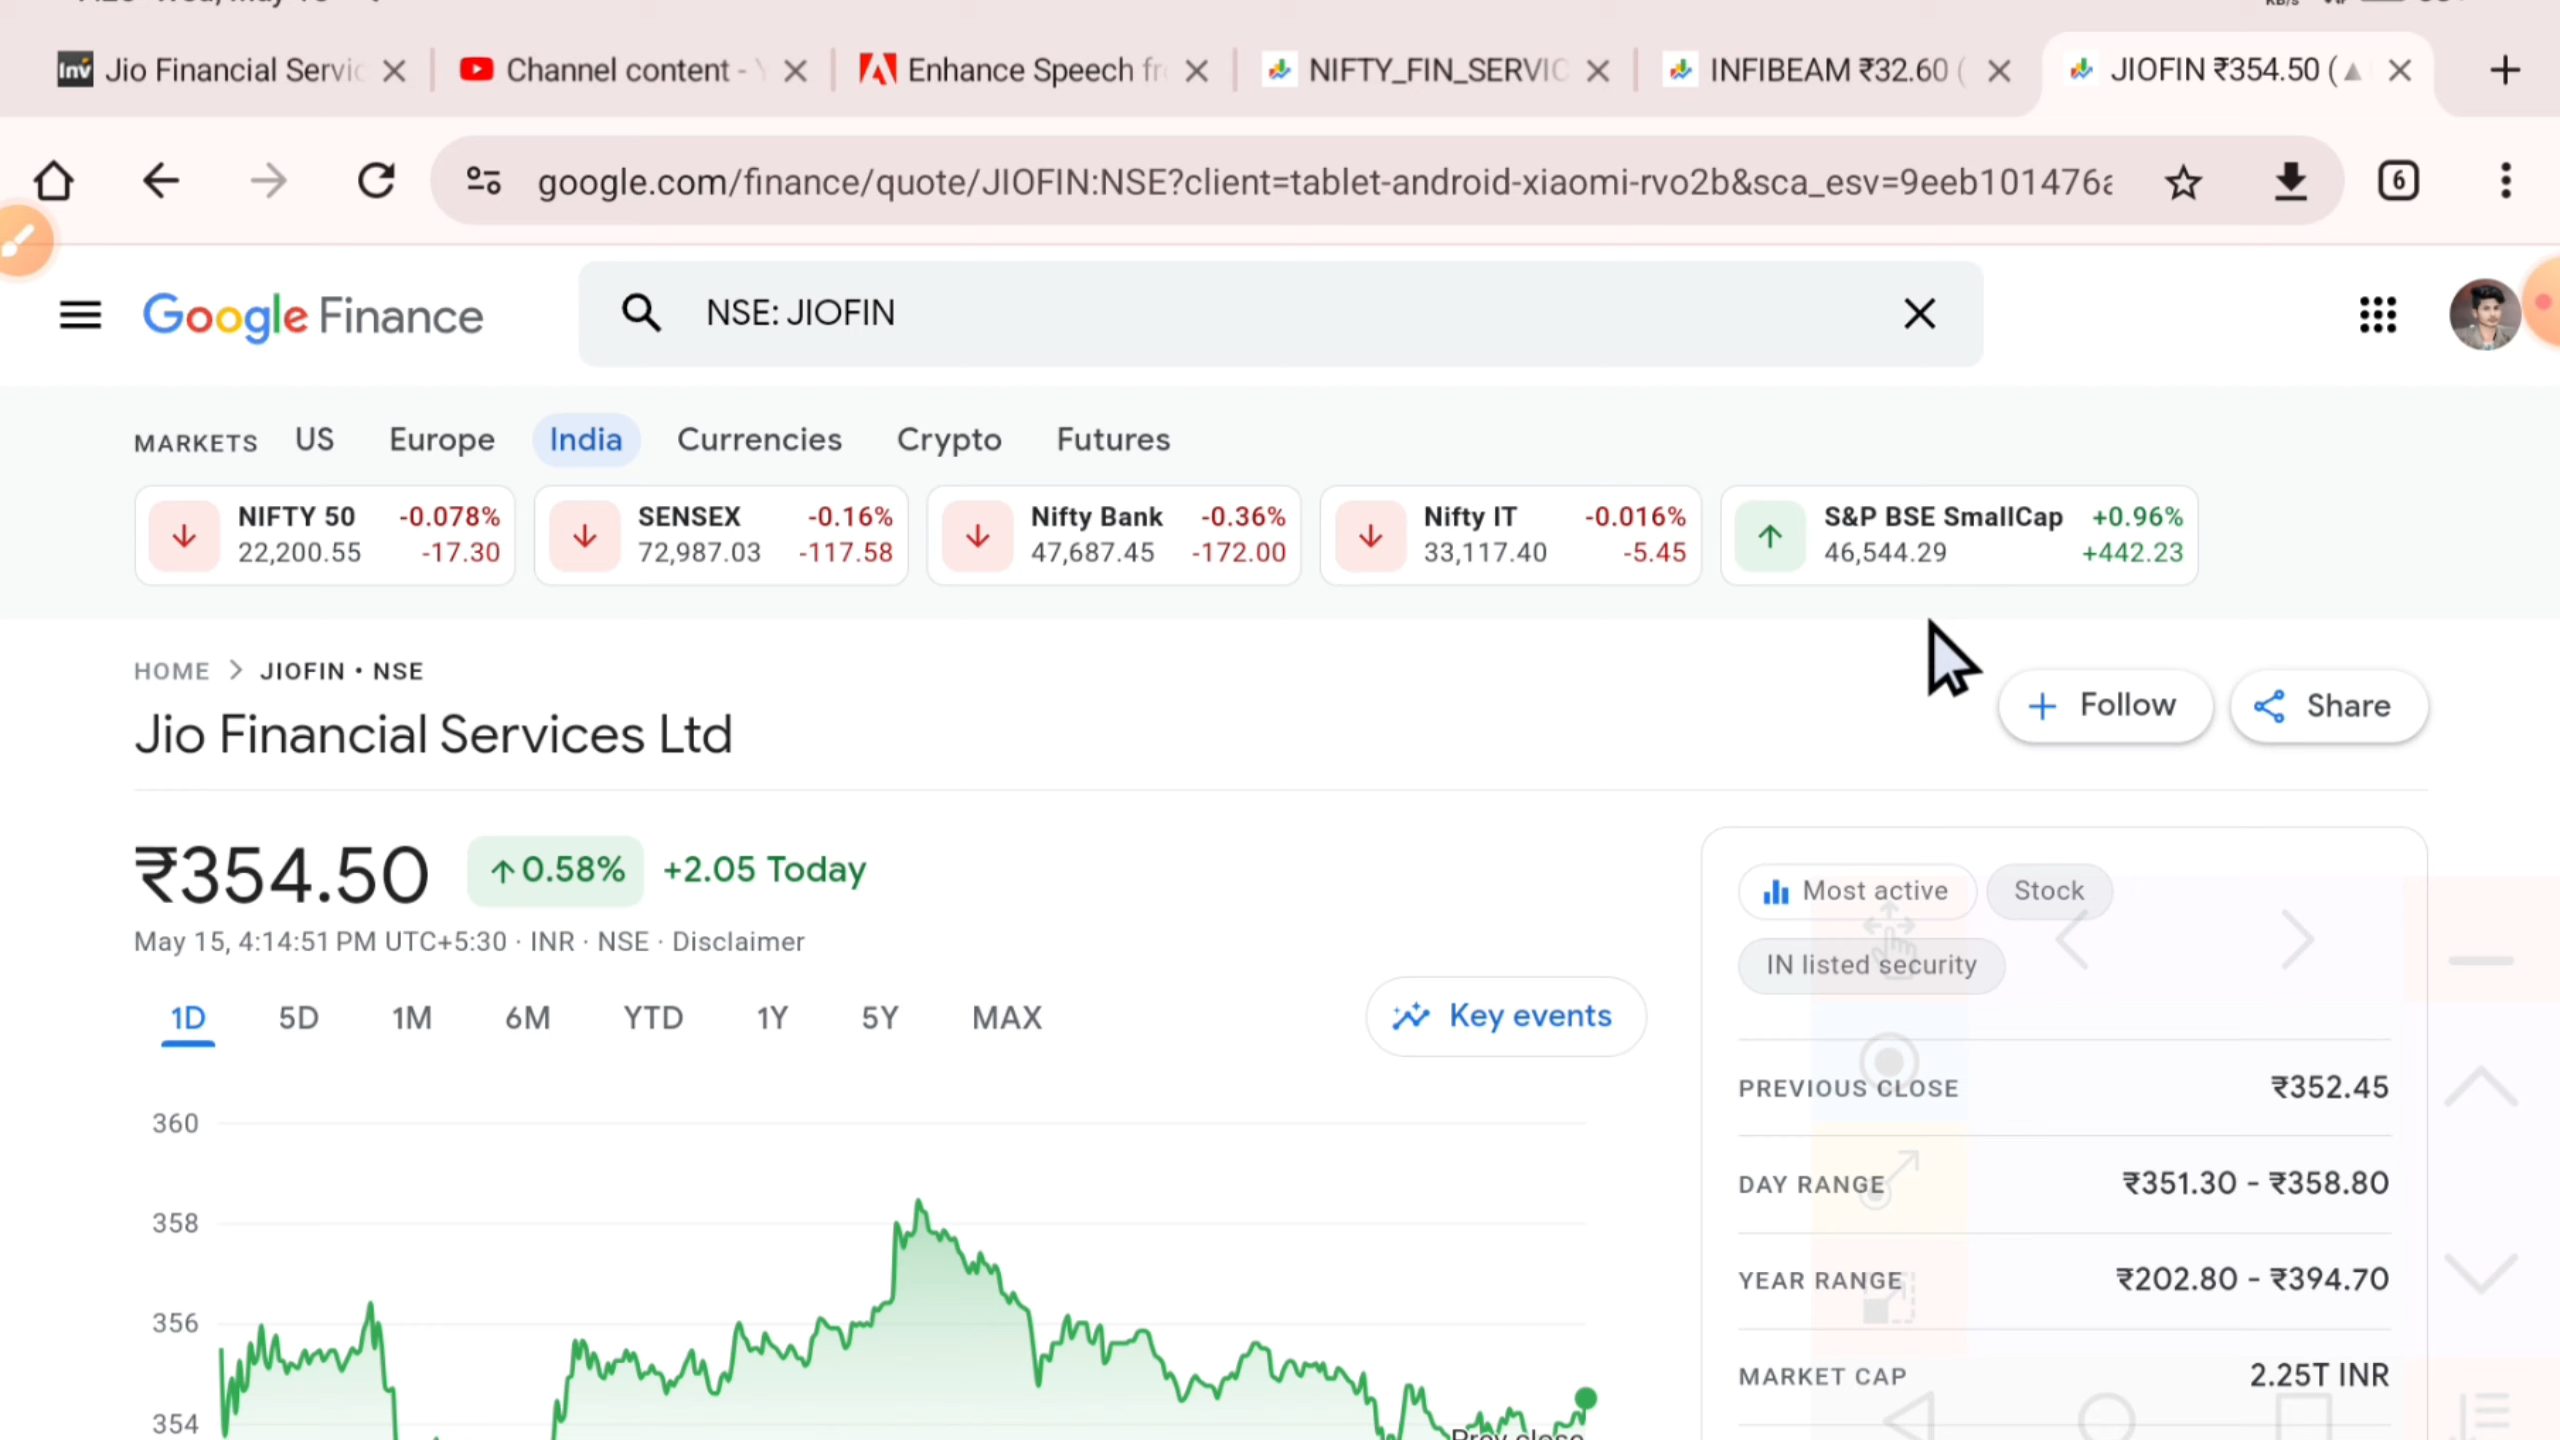 Jio Financial Servic
Channel content -
Enhance Speech fr
NIFTY_FIN_SERVIC
INFIBEAM ₹32.60 (
JIOFIN ₹354.50 (▲
google.com/finance/quote/JIOFIN:NSE?client=tablet-android-xiaomi-rvo2b&sca_esv=9eeb101476a
6
Google Finance
NSE: JIOFIN
MARKETS US Europe India Currencies Crypto Futures
NIFTY 50 -0.078%
22,200.55 -17.30
SENSEX -0.16%
72,987.03 -117.58
Nifty Bank -0.36%
47,687.45 -172.00
Nifty IT -0.016%
33,117.40 -5.45
S&P BSE SmallCap +0.96%
46,544.29 +442.23
HOME > JIOFIN • NSE
Jio Financial Services Ltd
+ Follow
Share
₹354.50 ↑0.58% +2.05 Today
May 15, 4:14:51 PM UTC+5:30 · INR · NSE · Disclaimer
1D 5D 1M 6M YTD 1Y 5Y MAX
Key events
360
358
356
354
Prev close
Most active
Stock
IN listed security
PREVIOUS CLOSE ₹352.45
DAY RANGE ₹351.30 - ₹358.80
YEAR RANGE ₹202.80 - ₹394.70
MARKET CAP 2.25T INR